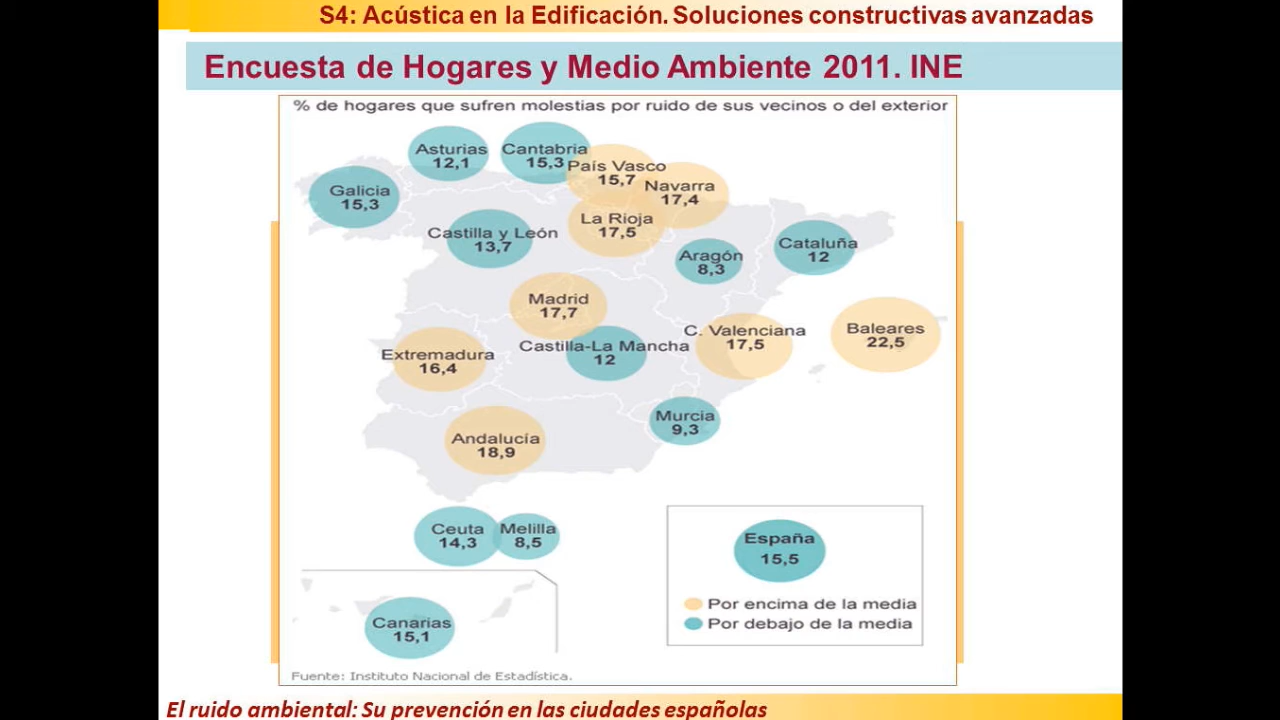 S4: Acústica en la Edificación. Soluciones constructivas avanzadas
Encuesta de Hogares y Medio Ambiente 2011. INE
% de hogares que sufren molestias por ruido de sus vecinos o del exterior
Asturias
12,1
Cantabria
15,3
País Vasco
15,7
Navarra
17,4
Galicia
15,3
La Rioja
17,5
Castilla y León
13,7
Aragón
8,3
Cataluña
12
Madrid
17,7
Castilla-La Mancha
12
C. Valenciana
17,5
Baleares
22,5
Extremadura
16,4
Murcia
9,3
Andalucía
18,9
Ceuta
14,3
Melilla
8,5
Canarias
15,1
España
15,5
Por encima de la media
Por debajo de la media
Fuente: Instituto Nacional de Estadística.
El ruido ambiental: Su prevención en las ciudades españolas